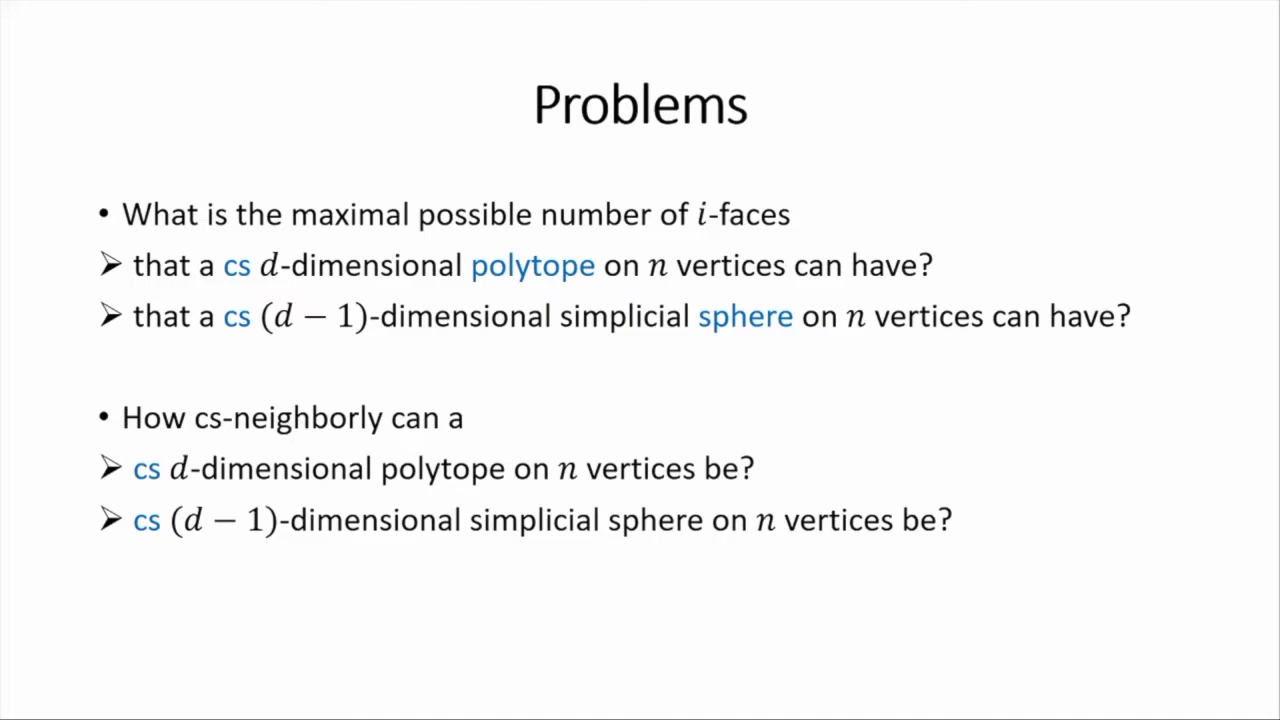 Problems
• What is the maximal possible number of i-faces
➢ that a cs d-dimensional polytope on n vertices can have?
➢ that a cs (d − 1)-dimensional simplicial sphere on n vertices can have?
• How cs-neighborly can a
➢ cs d-dimensional polytope on n vertices be?
➢ cs (d − 1)-dimensional simplicial sphere on n vertices be?